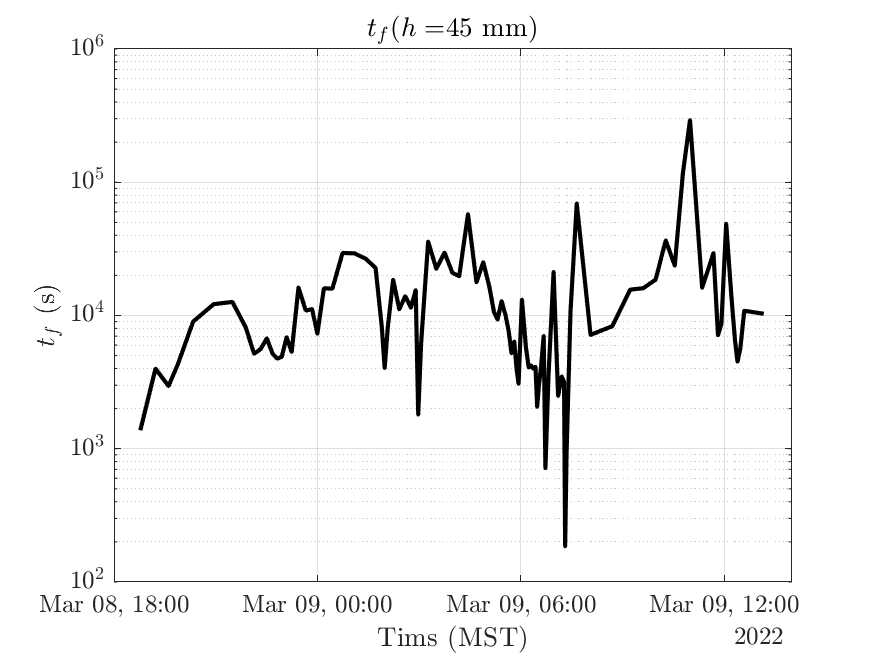 t_f(h =45 mm)
10^6
10^5
10^4
10^3
10^2
t_f (s)
Mar 08, 18:00 Mar 09, 00:00 Mar 09, 06:00 Mar 09, 12:00
Tims (MST) 2022